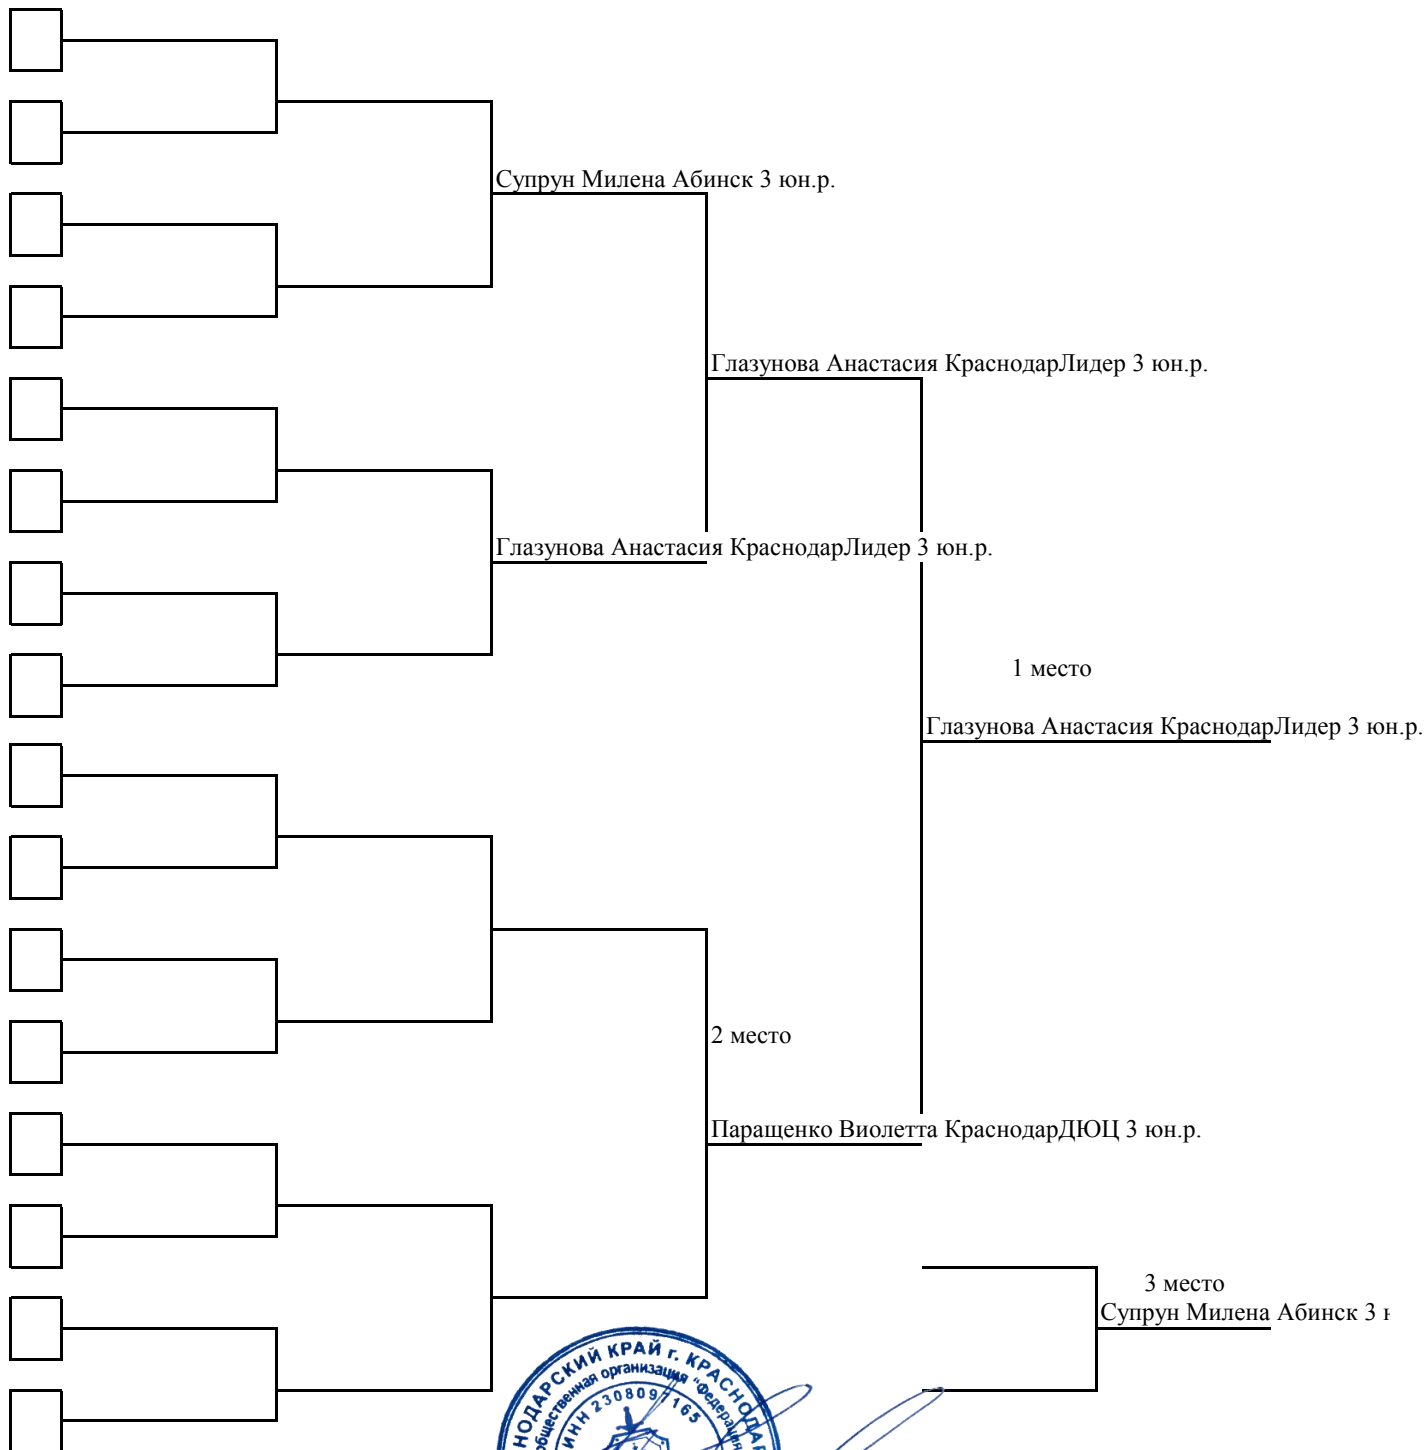 Супрун Милена Абинск 3 юн.р.
Глазунова Анастасия КраснодарЛидер 3 юн.р.
Глазунова Анастасия КраснодарЛидер 3 юн.р.
1 место
Глазунова Анастасия КраснодарЛидер 3 юн.р.
2 место
Паращенко Виолетта КраснодарДЮЦ 3 юн.р.
3 место
Супрун Милена Абинск 3
КРАЙ г.
общественная организация "Федерация
ИНН